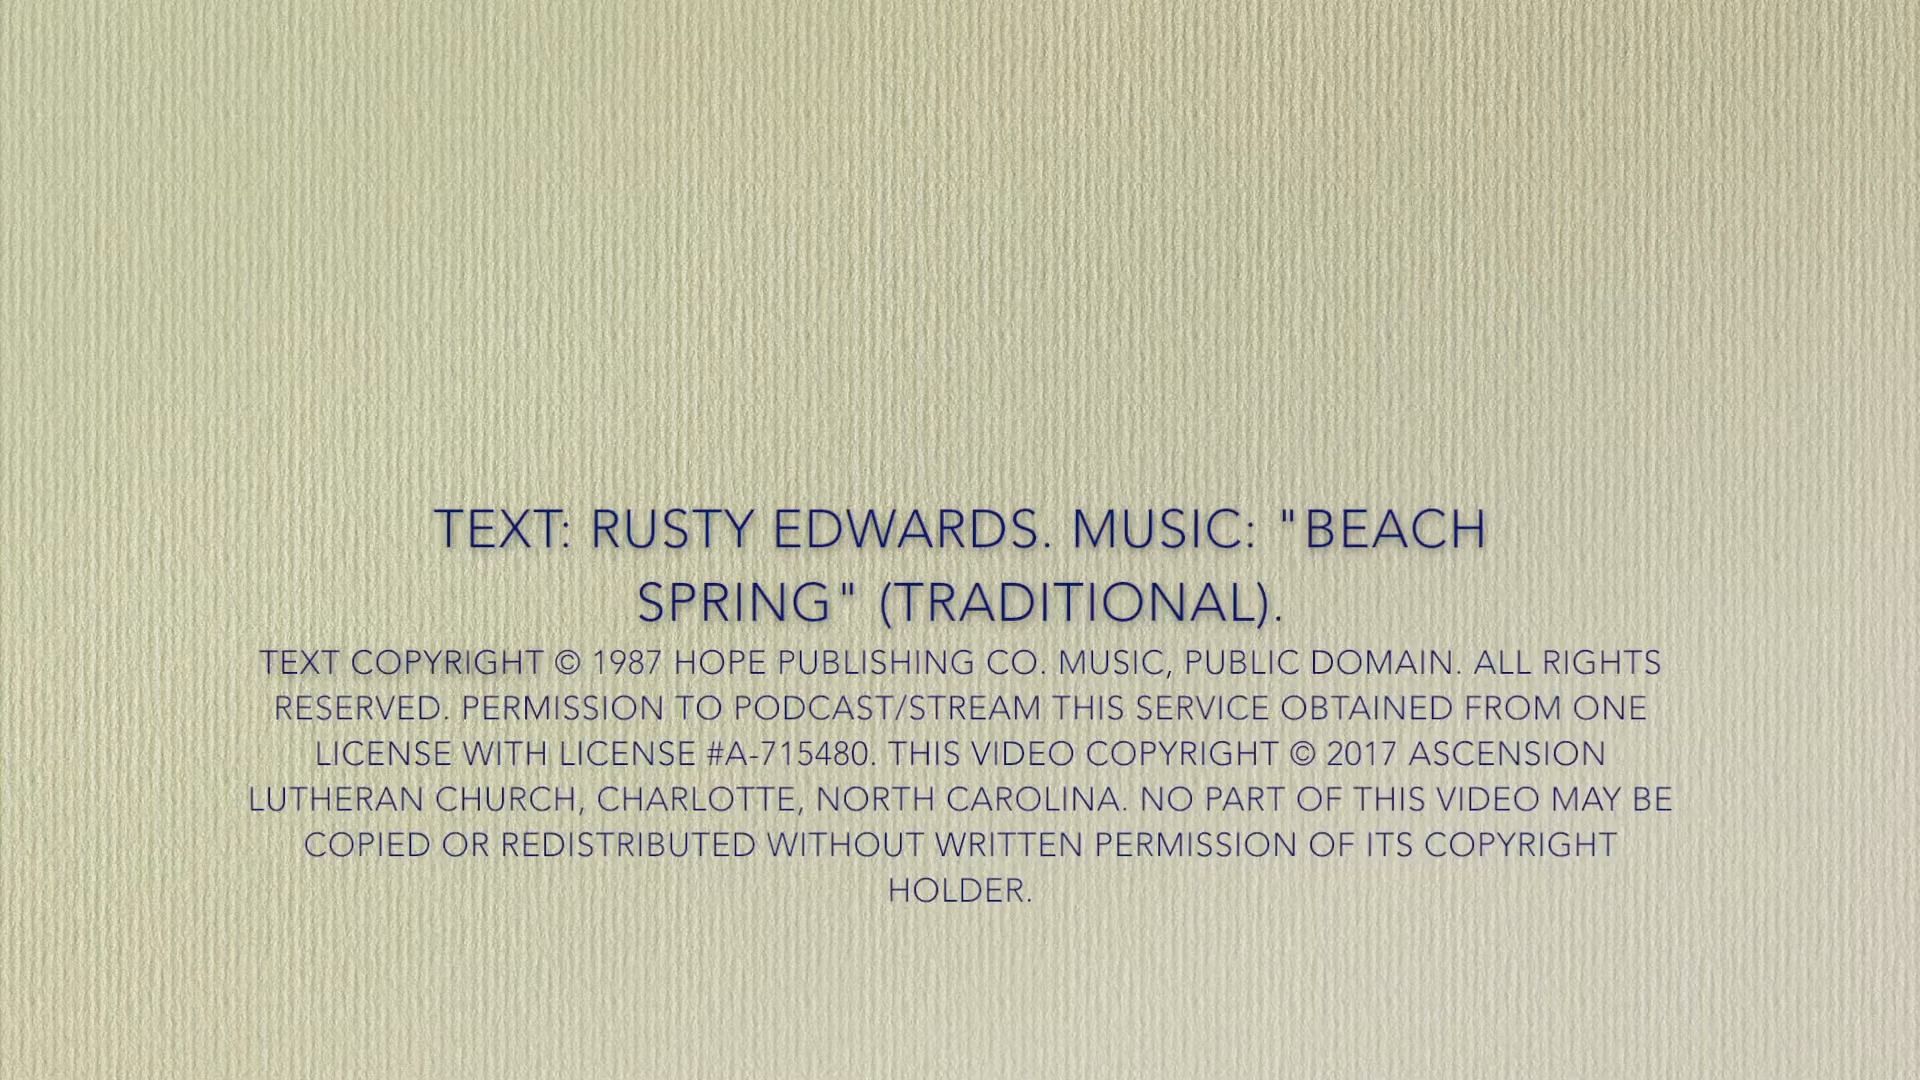 TEXT: RUSTY EDWARDS. MUSIC: "BEACH
SPRING" (TRADITIONAL).
TEXT COPYRIGHT © 1987 HOPE PUBLISHING CO. MUSIC, PUBLIC DOMAIN. ALL RIGHTS
RESERVED. PERMISSION TO PODCAST/STREAM THIS SERVICE OBTAINED FROM ONE
LICENSE WITH LICENSE #A-715480. THIS VIDEO COPYRIGHT © 2017 ASCENSION
LUTHERAN CHURCH, CHARLOTTE, NORTH CAROLINA. NO PART OF THIS VIDEO MAY BE
COPIED OR REDISTRIBUTED WITHOUT WRITTEN PERMISSION OF ITS COPYRIGHT
HOLDER.